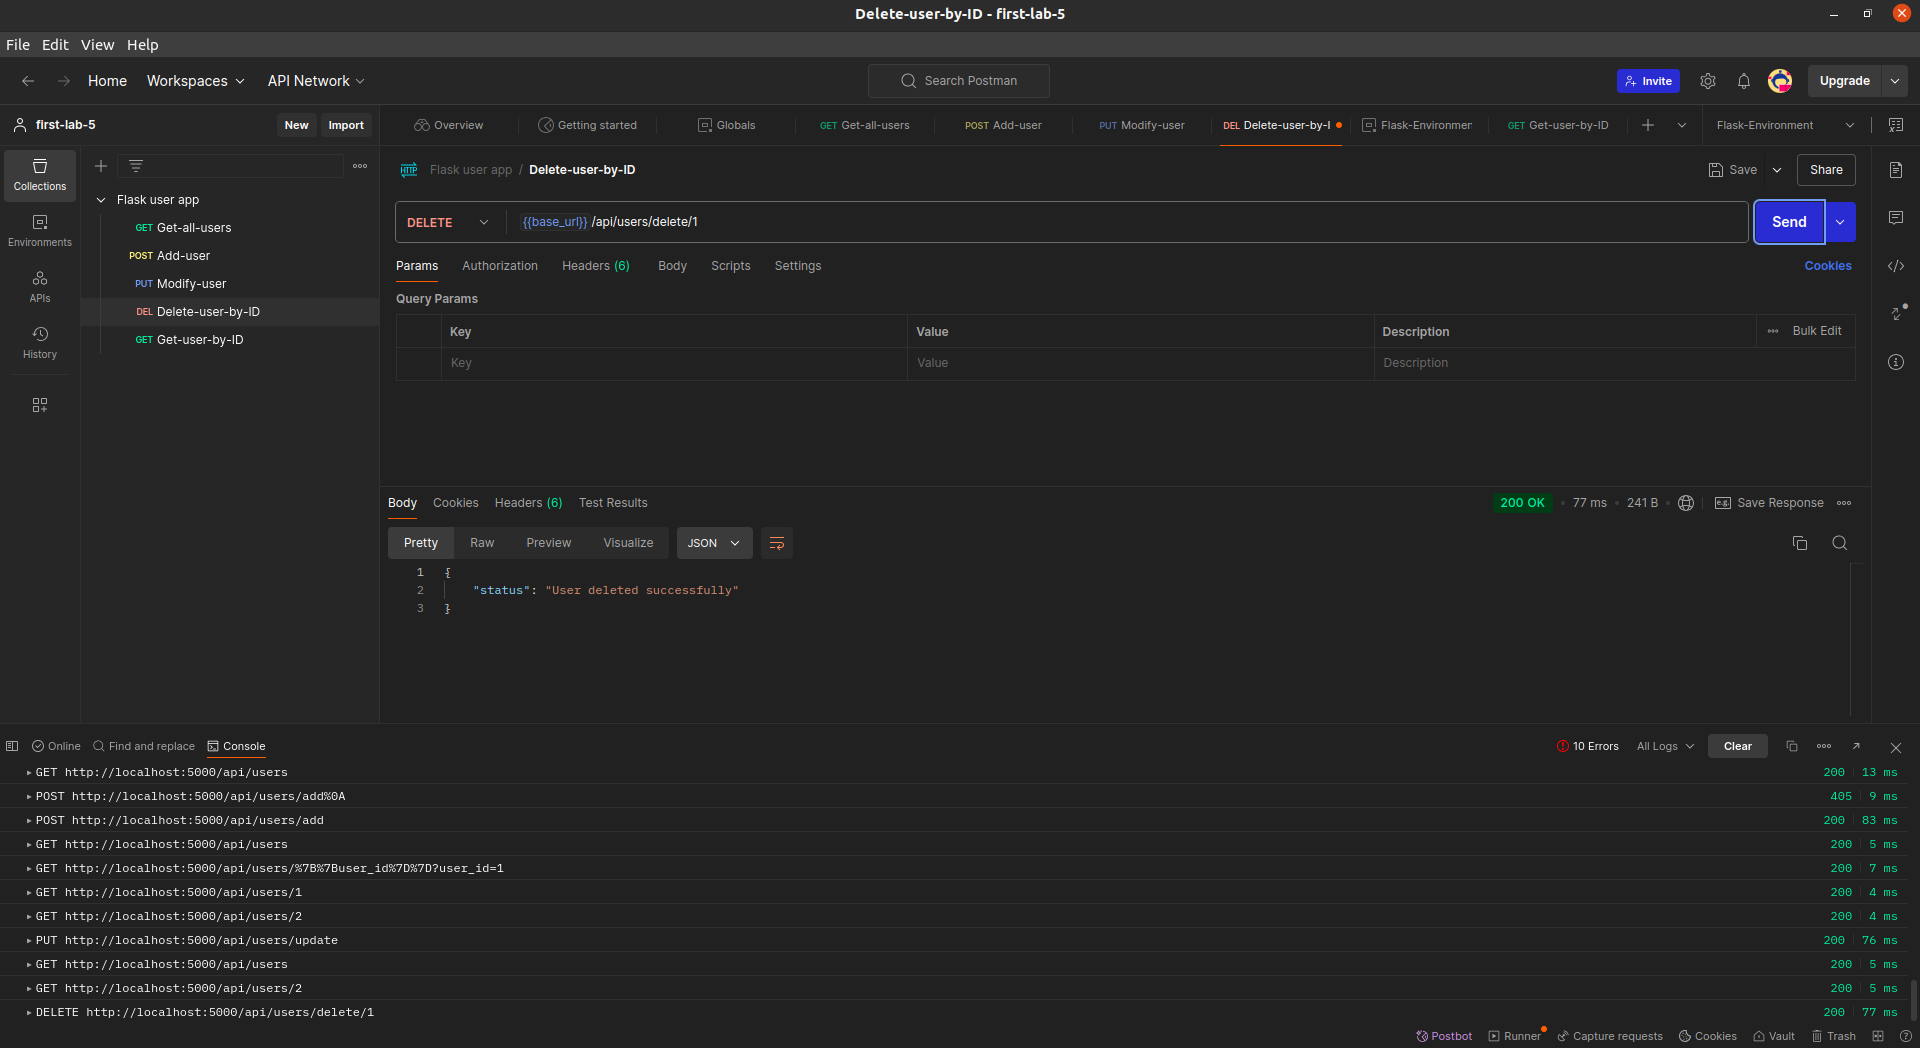 Delete-user-by-ID - first-lab-5
File Edit View Help
Home Workspaces API Network Search Postman Invite Upgrade
first-lab-5 New Import Overview Getting started Globals GET Get-all-users POST Add-user PUT Modify-user DEL Delete-user-by-I Flask-Environmer GET Get-user-by-ID Flask-Environment
Collections
Environments
APIs
History
Flask user app
GET Get-all-users
POST Add-user
PUT Modify-user
DEL Delete-user-by-ID
GET Get-user-by-ID
HTTP Flask user app / Delete-user-by-ID Save Share
DELETE {{base_url}}/api/users/delete/1 Send
Params Authorization Headers (6) Body Scripts Settings Cookies
Query Params
Key Value Description Bulk Edit
Key Value Description
Body Cookies Headers (6) Test Results 200 OK 77 ms 241 B e.g. Save Response
Pretty Raw Preview Visualize JSON
1 {
2 "status": "User deleted successfully"
3 }
Online Find and replace Console 10 Errors All Logs Clear
GET http://localhost:5000/api/users 200 13 ms
POST http://localhost:5000/api/users/add%0A 405 9 ms
POST http://localhost:5000/api/users/add 200 83 ms
GET http://localhost:5000/api/users 200 5 ms
GET http://localhost:5000/api/users/%7B%7Buser_id%7D%7D?user_id=1 200 7 ms
GET http://localhost:5000/api/users/1 200 4 ms
GET http://localhost:5000/api/users/2 200 4 ms
PUT http://localhost:5000/api/users/update 200 76 ms
GET http://localhost:5000/api/users 200 5 ms
GET http://localhost:5000/api/users/2 200 5 ms
DELETE http://localhost:5000/api/users/delete/1 200 77 ms
Postbot Runner Capture requests Cookies Vault Trash